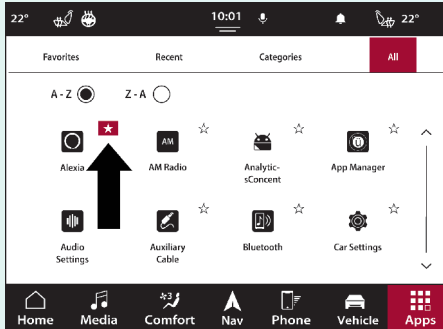 22° 10:01 22°
Favorites Recent Categories All
A - Z Z - A
AM
Alexia AM Radio Analytic- App Manager
sConcent
Audio Auxiliary Bluetooth Car Settings
Settings Cable
3
Home Media Comfort Nav Phone Vehicle Apps